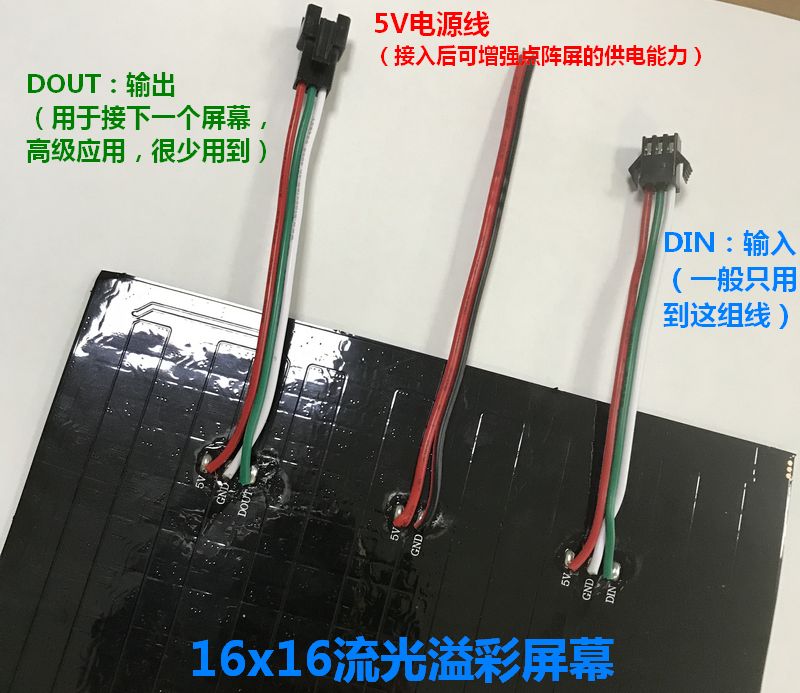 5V电源线
（接入后可增强点阵屏的供电能力）
DOUT：输出
（用于接下一个屏幕，
高级应用，很少用到）
DIN：输入
（一般只用
到这组线）
5V
GND
DOUT
5V
GND
5V
GND
DIN
16x16流光溢彩屏幕